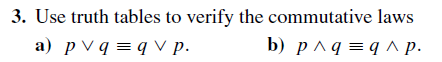 3. Use truth tables to verify the commutative laws
a) p ∨ q ≡ q ∨ p. b) p ∧ q ≡ q ∧ p.